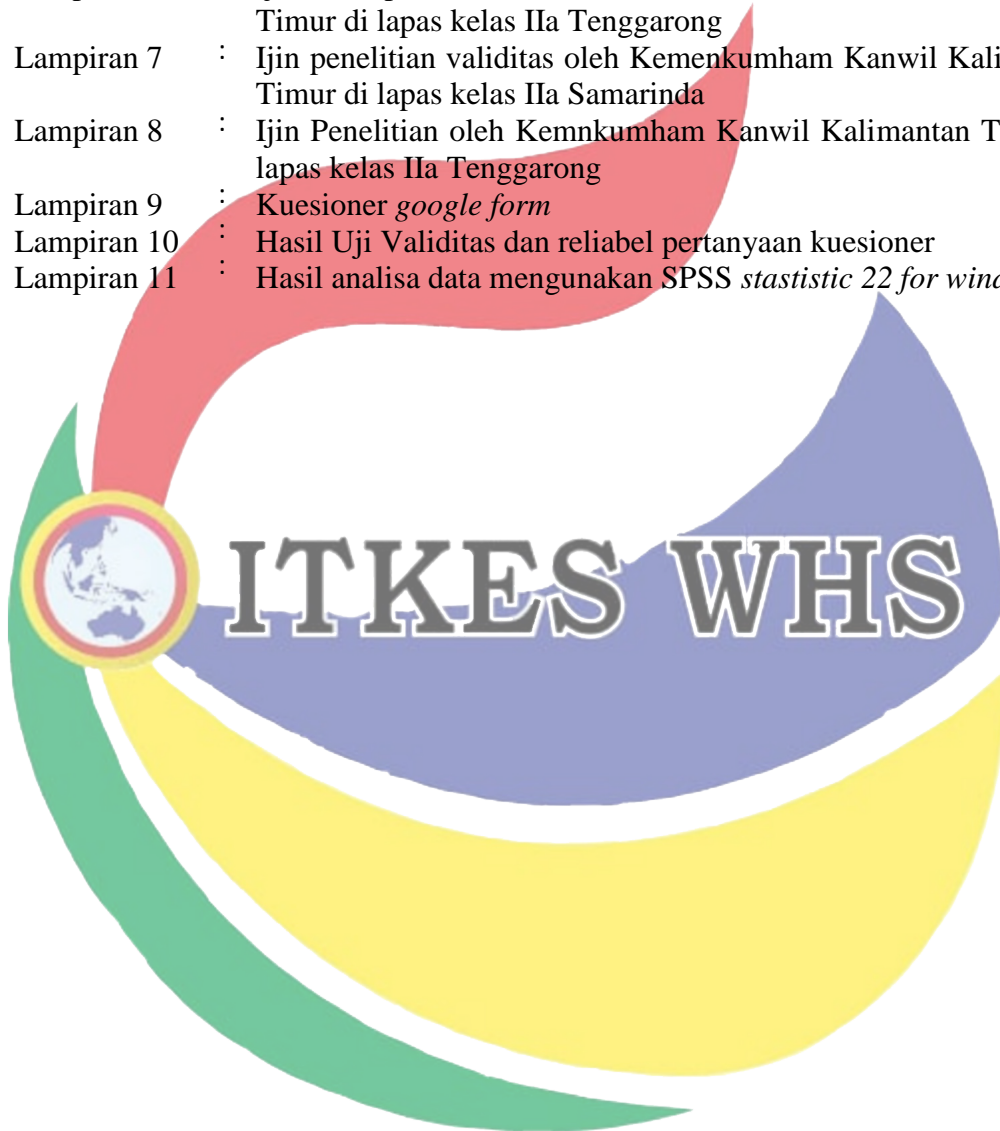 Timur di lapas kelas IIa Tenggarong
Lampiran 7 : Ijin penelitian validitas oleh Kemenkumham Kanwil Kali
Timur di lapas kelas IIa Samarinda
Lampiran 8 : Ijin Penelitian oleh Kemnkumham Kanwil Kalimantan T
lapas kelas IIa Tenggarong
Lampiran 9 : Kuesioner google form
Lampiran 10 : Hasil Uji Validitas dan reliabel pertanyaan kuesioner
Lampiran 11 : Hasil analisa data mengunakan SPSS stastistic 22 for wind
ITKES WHS